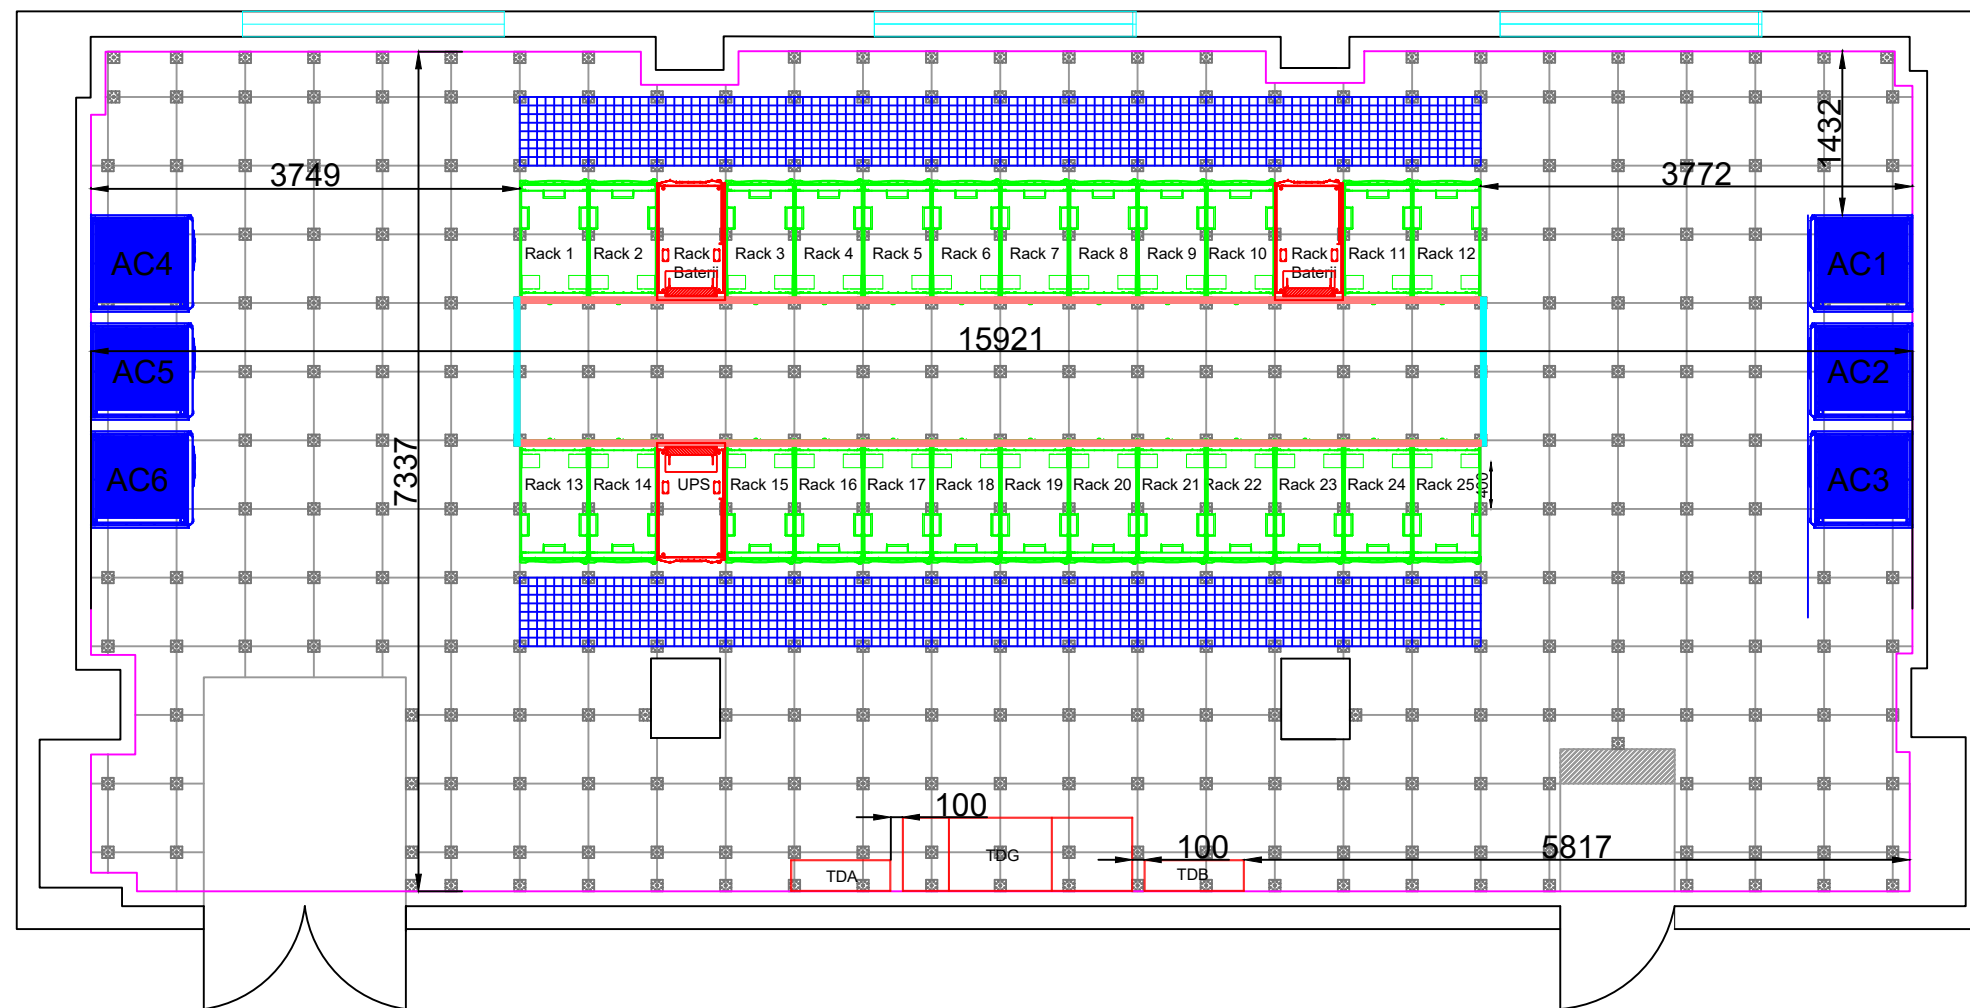 1432
3749
3772
Rack 1
Rack 2
Rack
Baterii
Rack 3
Rack 4
Rack 5
Rack 6
Rack 7
Rack 8
Rack 9
Rack 10
Rack
Baterii
Rack 11
Rack 12
AC4
AC1
15921
AC5
AC2
7337
AC6
AC3
Rack 13
Rack 14
UPS
Rack 15
Rack 16
Rack 17
Rack 18
Rack 19
Rack 20
Rack 21
Rack 22
Rack 23
Rack 24
Rack 25
400
100
100
5817
TDA
TDG
TDB